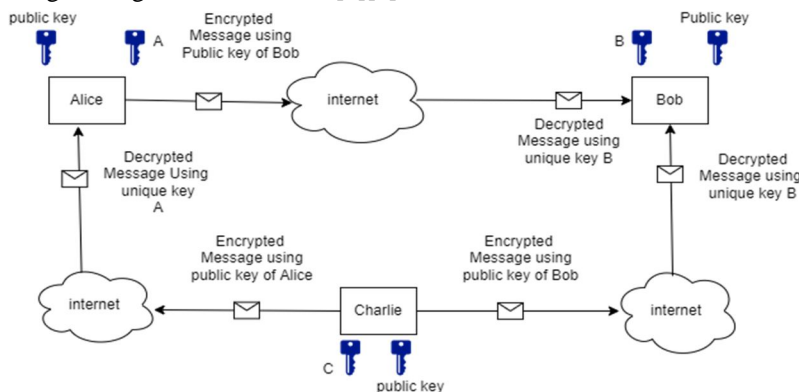 public key
A
Encrypted
Message using
Public key of Bob
B
Public key
Alice
internet
Bob
Decrypted
Message Using
unique key
A
Decrypted
Message using
unique key B
Decrypted
Message using
unique key B
Encrypted
Message using
public key of Alice
Encrypted
Message using
public key of Bob
internet
Charlie
internet
C
public key